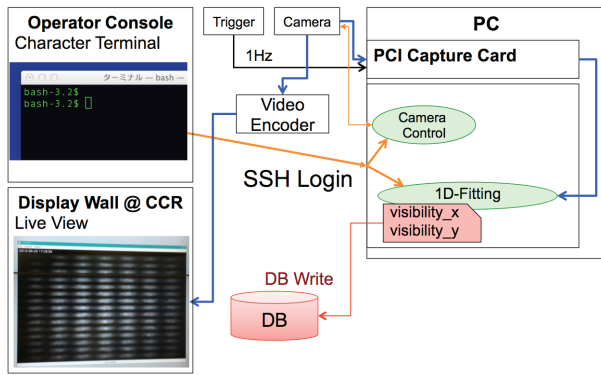 Operator Console
Character Terminal
ターミナル — bash —
bash-3.2$
bash-3.2$
Trigger
Camera
1Hz
Video
Encoder
PC
PCI Capture Card
Camera
Control
SSH Login
1D-Fitting
visibility_x
visibility_y
Display Wall @ CCR
Live View
DB Write
DB